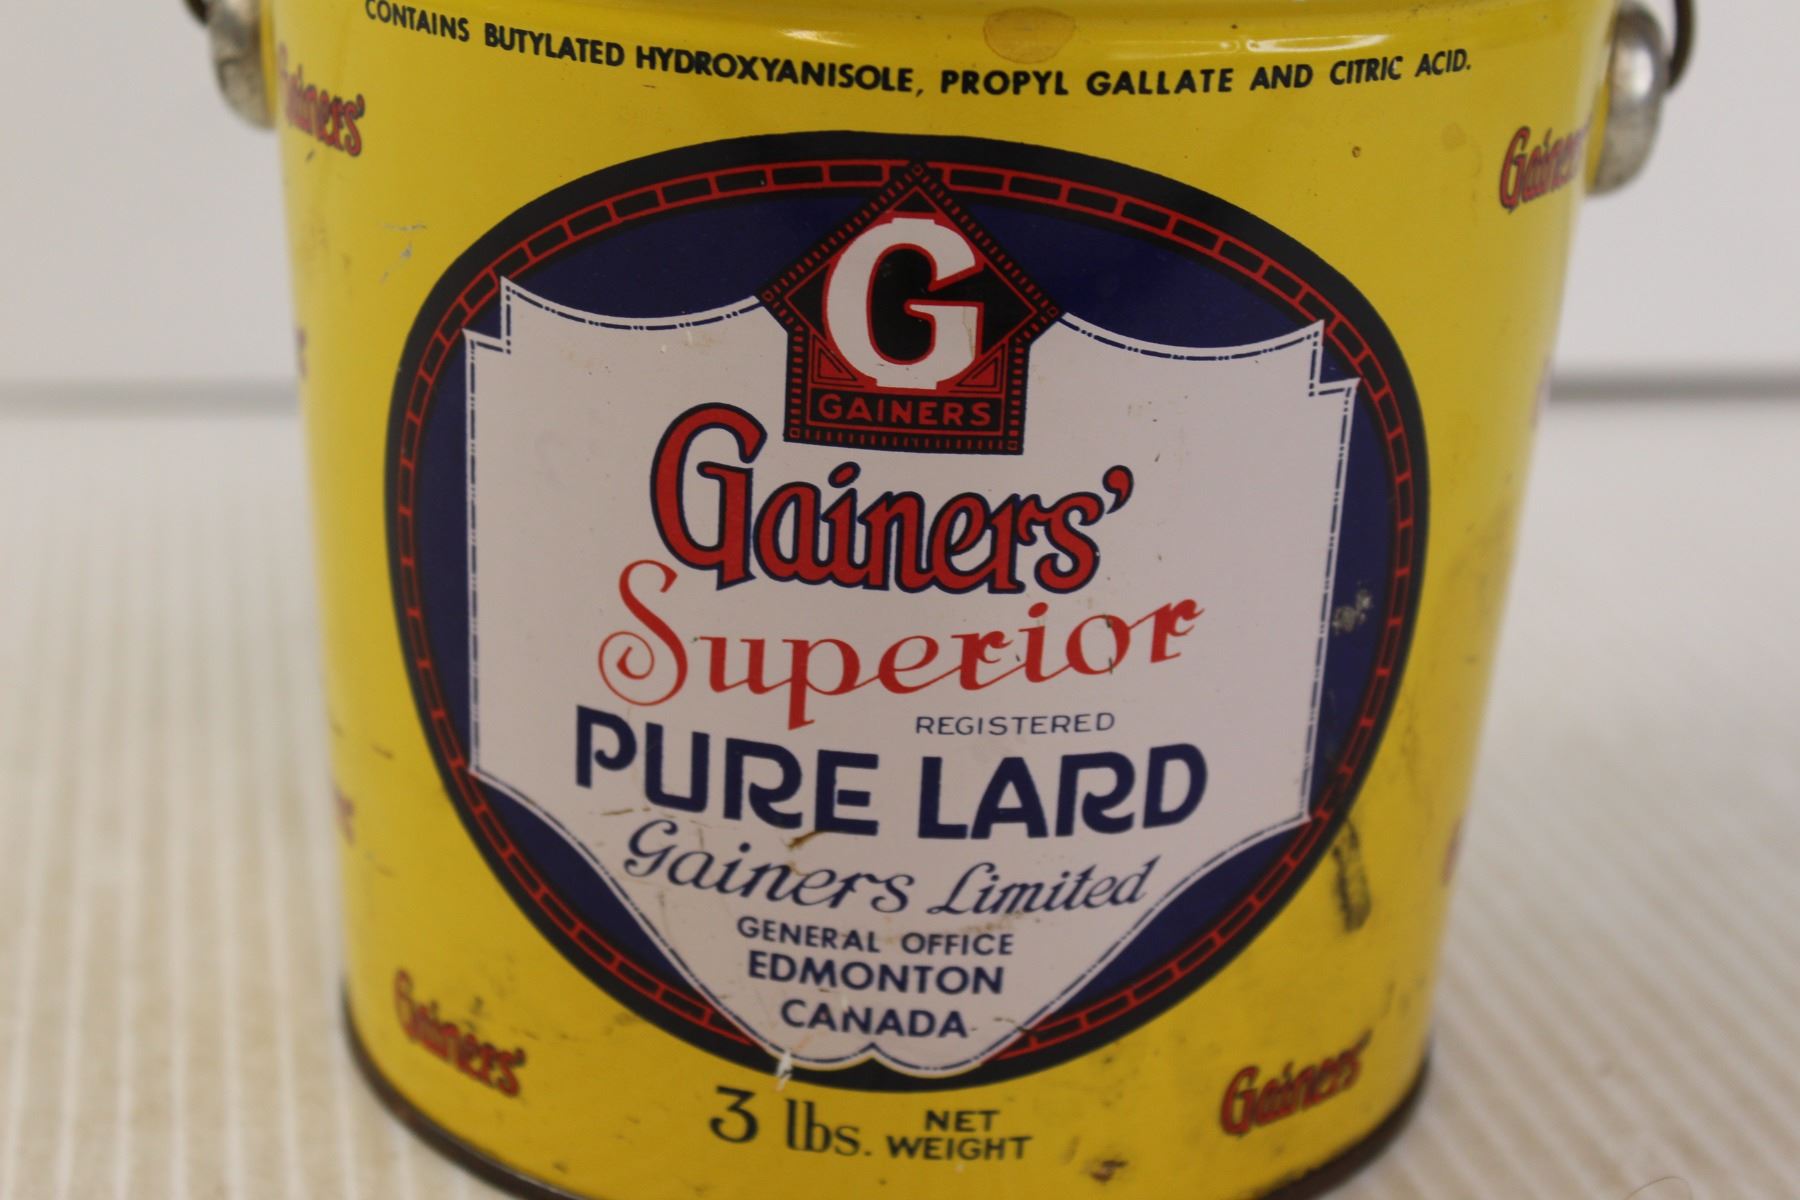 CONTAINS BUTYLATED HYDROXYANISOLE, PROPYL GALLATE AND CITRIC ACID.
Gainers'
Gainers
G
GAINERS
Gainers'
Superior
REGISTERED
PURE LARD
Gainers Limited
GENERAL OFFICE
EDMONTON
CANADA
Gainers'
Gainers'
3 lbs. NET WEIGHT